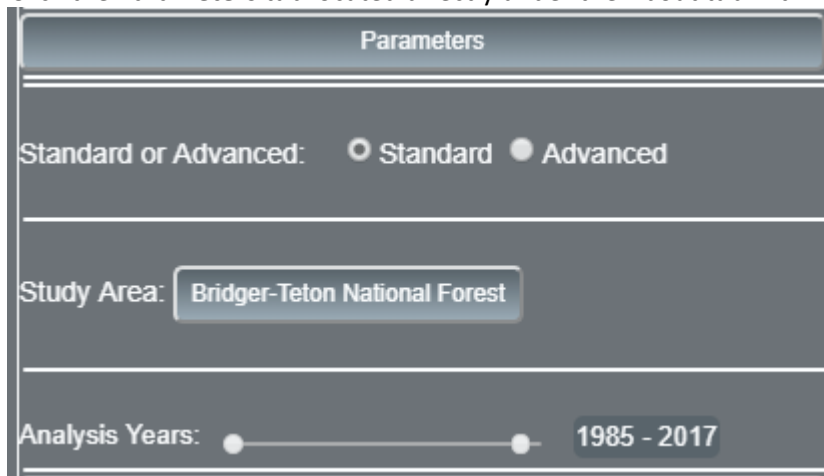 Parameters
Standard or Advanced: Standard Advanced
Study Area: Bridger-Teton National Forest
Analysis Years: 1985 - 2017